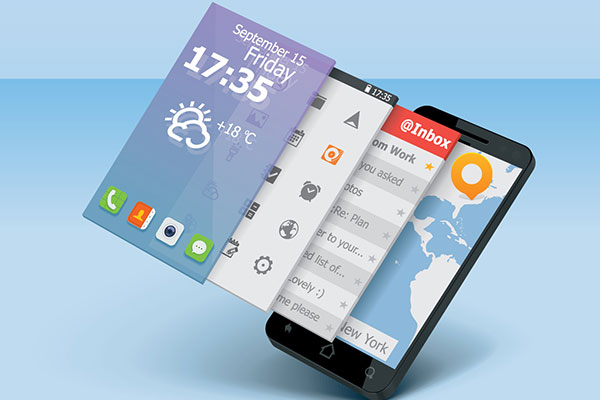 September 15
Friday
17:35
+18 °C
17:35
@Inbox
om Work
you asked
otos
Re: Plan
er to your...
ed list of...
Lovely :)
me please
New York